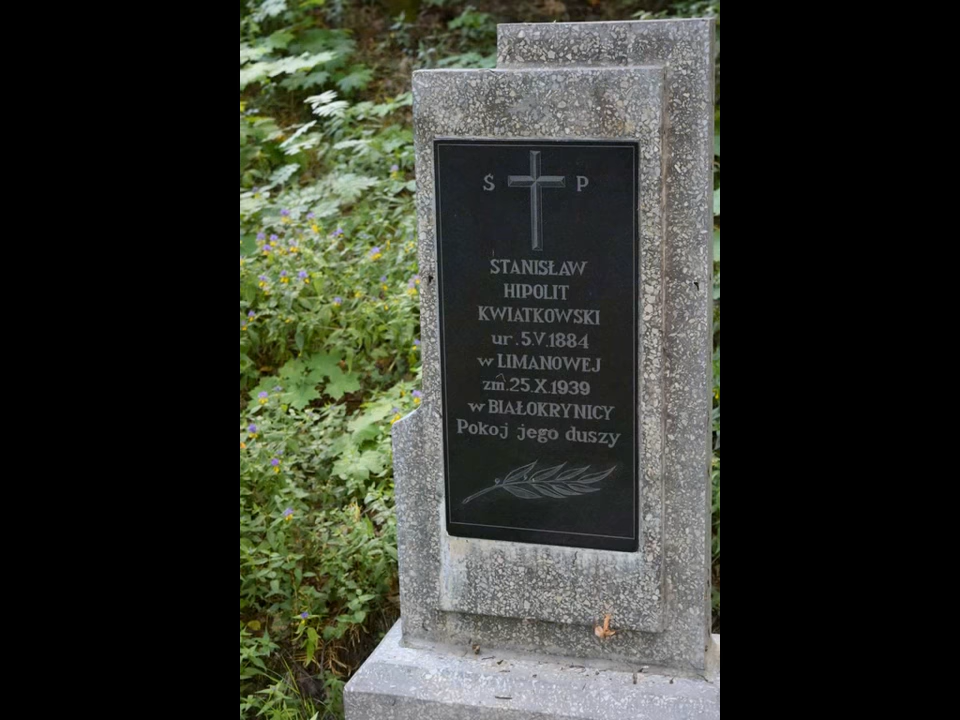 Ś P
STANISŁAW
HIPOLIT
KWIATKOWSKI
ur. 5.V.1884
w LIMANOWEJ
zm. 25.X.1939
w BIAŁOKRYNICY
Pokoj jego duszy